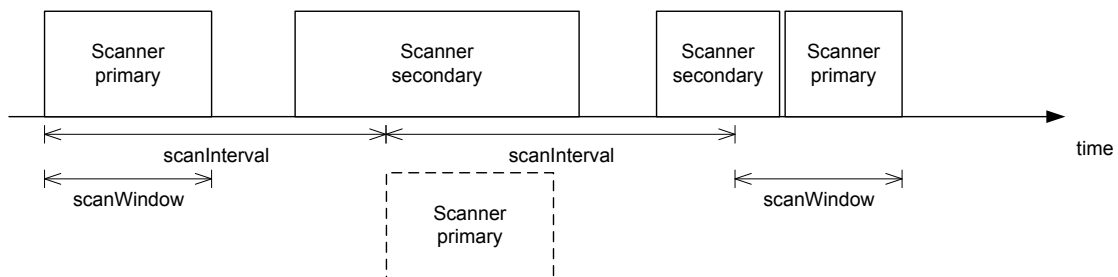 Scanner
primary
Scanner
secondary
Scanner
secondary
Scanner
primary
scanInterval
scanInterval
time
scanWindow
scanWindow
Scanner
primary